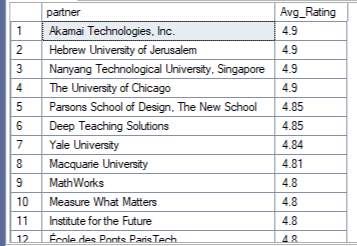 partner Avg_Rating
1 Akamai Technologies, Inc. 4.9
2 Hebrew University of Jerusalem 4.9
3 Nanyang Technological University, Singapore 4.9
4 The University of Chicago 4.9
5 Parsons School of Design, The New School 4.85
6 Deep Teaching Solutions 4.85
7 Yale University 4.84
8 Macquarie University 4.81
9 MathWorks 4.8
10 Measure What Matters 4.8
11 Institute for the Future 4.8
12 École des Ponts ParisTech 4.8